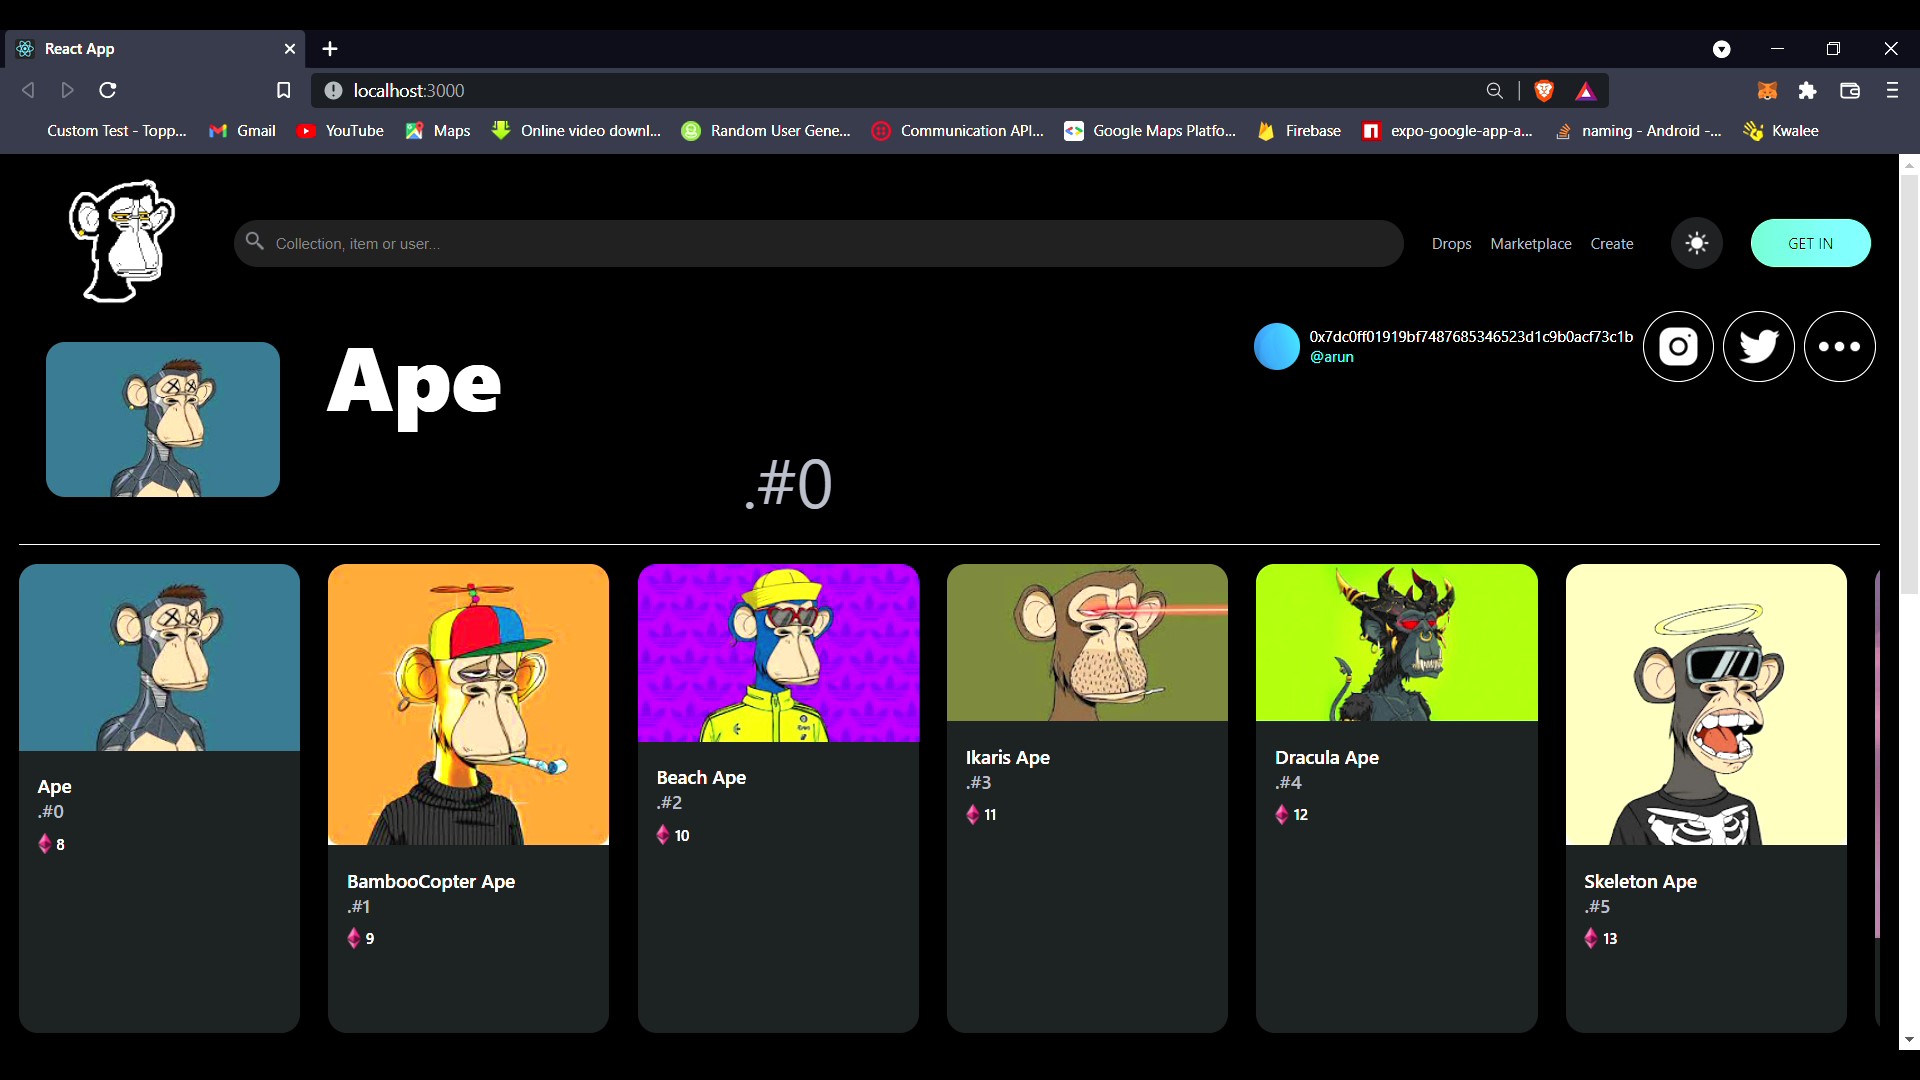 React App
localhost:3000
Custom Test - Topp...
Gmail
YouTube
Maps
Online video downl...
Random User Gene...
Communication API...
Google Maps Platfo...
Firebase
expo-google-app-a...
naming - Android -...
Kwalee
Collection, item or user...
Drops
Marketplace
Create
GET IN
Ape
.#0
0x7dc0ff01919bf7487685346523d1c9b0acf73c1b
@arun
Ape
.#0
8
BambooCopter Ape
.#1
9
Beach Ape
.#2
10
Ikaris Ape
.#3
11
Dracula Ape
.#4
12
Skeleton Ape
.#5
13